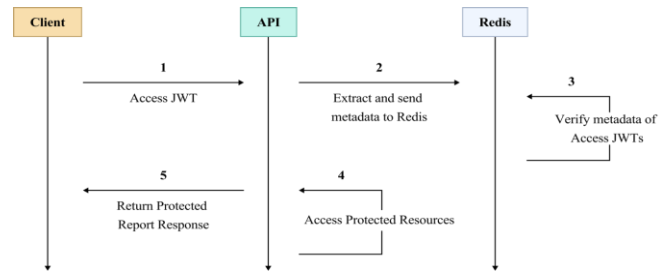 Client
API
Redis
1
Access JWT
2
Extract and send
metadata to Redis
3
Verify metadata of
Access JWTs
5
Return Protected
Report Response
4
Access Protected Resources